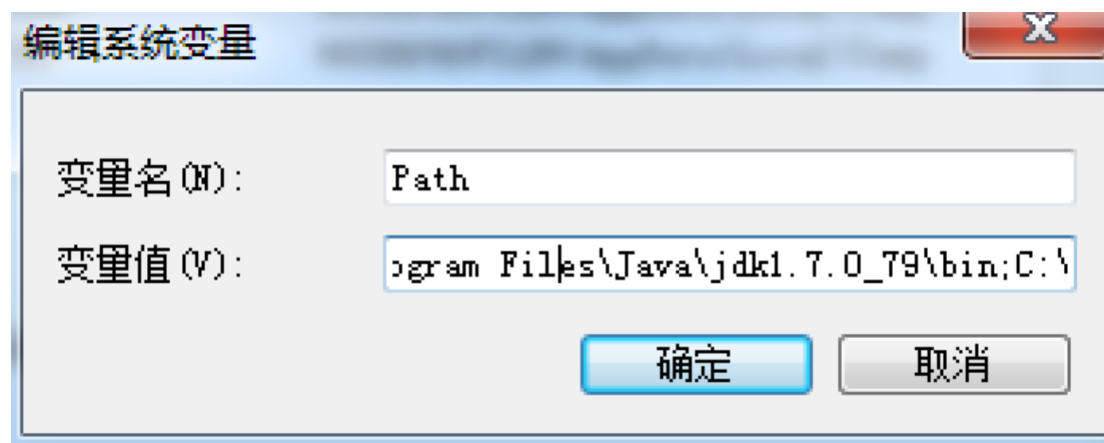 编辑系统变量
变量名(N): Path
变量值(V): ogram Files\Java\jdk1.7.0_79\bin;C:\
确定 取消